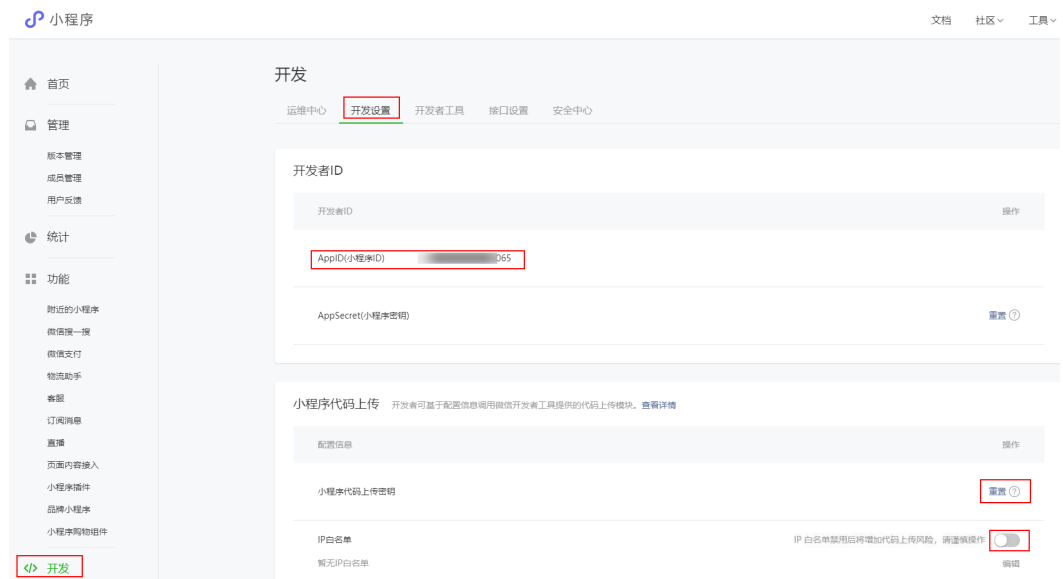 小程序
文档 社区 工具
首页
管理
版本管理
成员管理
用户反馈
统计
功能
附近的小程序
微信搜一搜
微信支付
物流助手
客服
订阅消息
直播
页面内容接入
小程序插件
品牌小程序
小程序购物组件
</> 开发
开发
运维中心 开发设置 开发者工具 接口设置 安全中心
开发者ID
开发者ID 操作
AppID(小程序ID) 065
AppSecret(小程序密钥) 重置 ?
小程序代码上传 开发者可基于配置信息调用微信开发者工具提供的代码上传模块。查看详情
配置信息 操作
小程序代码上传密钥 重置 ?
IP白名单 IP 白名单禁用后将增加代码上传风险，请谨慎操作
暂无IP白名单 编辑